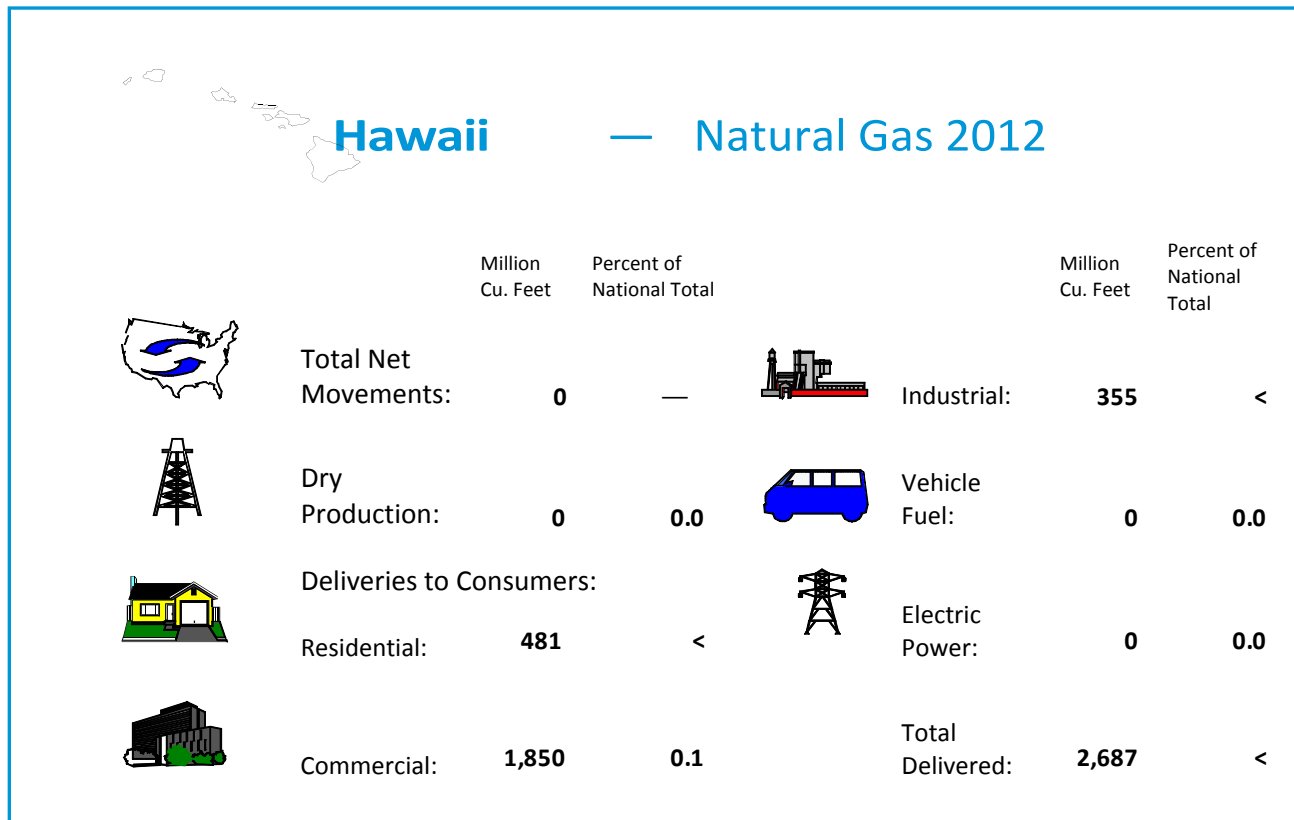 Hawaii — Natural Gas 2012
Million
Cu. Feet
Percent of
National Total
Total Net
Movements: 0 —
Dry
Production: 0 0.0
Deliveries to Consumers:
Residential: 481 <
Commercial: 1,850 0.1
Million
Cu. Feet
Percent of
National
Total
Industrial: 355 <
Vehicle
Fuel: 0 0.0
Electric
Power: 0 0.0
Total
Delivered: 2,687 <